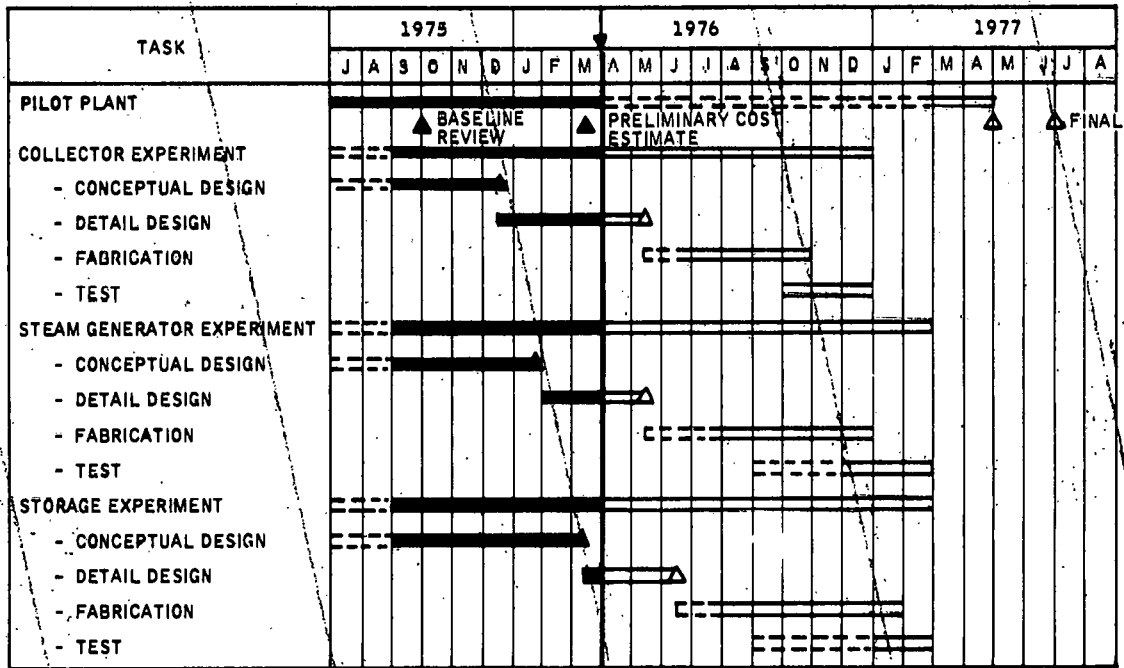 TASK
1975 1976 1977
J A S O N D J F M A M J J A S O N D J F M A M J J A
PILOT PLANT
BASELINE REVIEW
PRELIMINARY COST ESTIMATE
FINAL
COLLECTOR EXPERIMENT
- CONCEPTUAL DESIGN
- DETAIL DESIGN
- FABRICATION
- TEST
STEAM GENERATOR EXPERIMENT
- CONCEPTUAL DESIGN
- DETAIL DESIGN
- FABRICATION
- TEST
STORAGE EXPERIMENT
- CONCEPTUAL DESIGN
- DETAIL DESIGN
- FABRICATION
- TEST